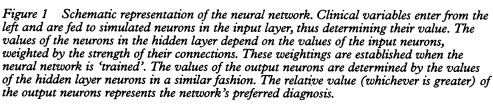 Figure 1 Schematic representation of the neural network. Clinical variables enter from the
left and are fed to simulated neurons in the input layer, thus determining their value. The
values of the neurons in the hidden layer depend on the values of the input neurons,
weighted by the strength of their connections. These weightings are established when the
neural network is 'trained'. The values of the output neurons are determined by the values
of the hidden layer neurons in a similar fashion. The relative value (whichever is greater) of
the output neurons represents the network's preferred diagnosis.